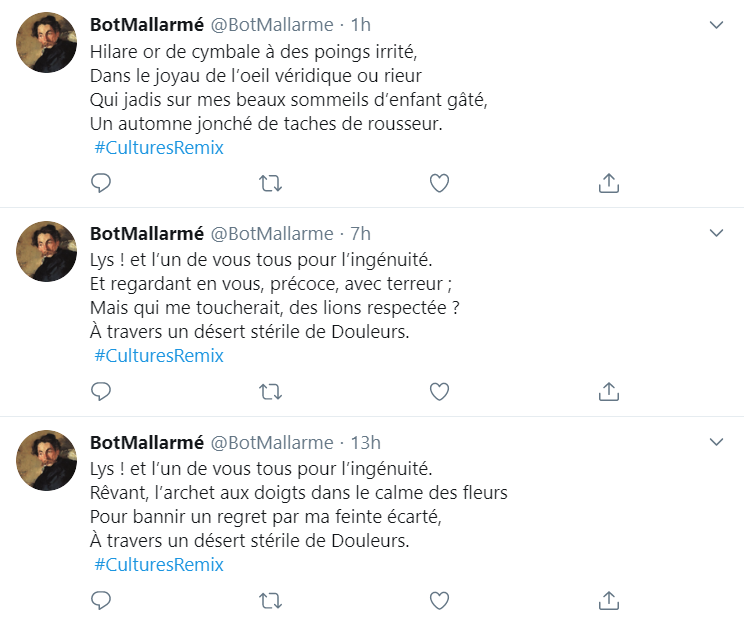 BotMallarmé @BotMallarme · 1h
Hilare or de cymbale à des poings irrité,
Dans le joyau de l’oeil véridique ou rieur
Qui jadis sur mes beaux sommeils d’enfant gâté,
Un automne jonché de taches de rousseur.
#CulturesRemix
BotMallarmé @BotMallarme · 7h
Lys ! et l’un de vous tous pour l’ingénuité.
Et regardant en vous, précoce, avec terreur ;
Mais qui me toucherait, des lions respectée ?
À travers un désert stérile de Douleurs.
#CulturesRemix
BotMallarmé @BotMallarme · 13h
Lys ! et l’un de vous tous pour l’ingénuité.
Rêvant, l’archet aux doigts dans le calme des fleurs
Pour bannir un regret par ma feinte écarté,
À travers un désert stérile de Douleurs.
#CulturesRemix